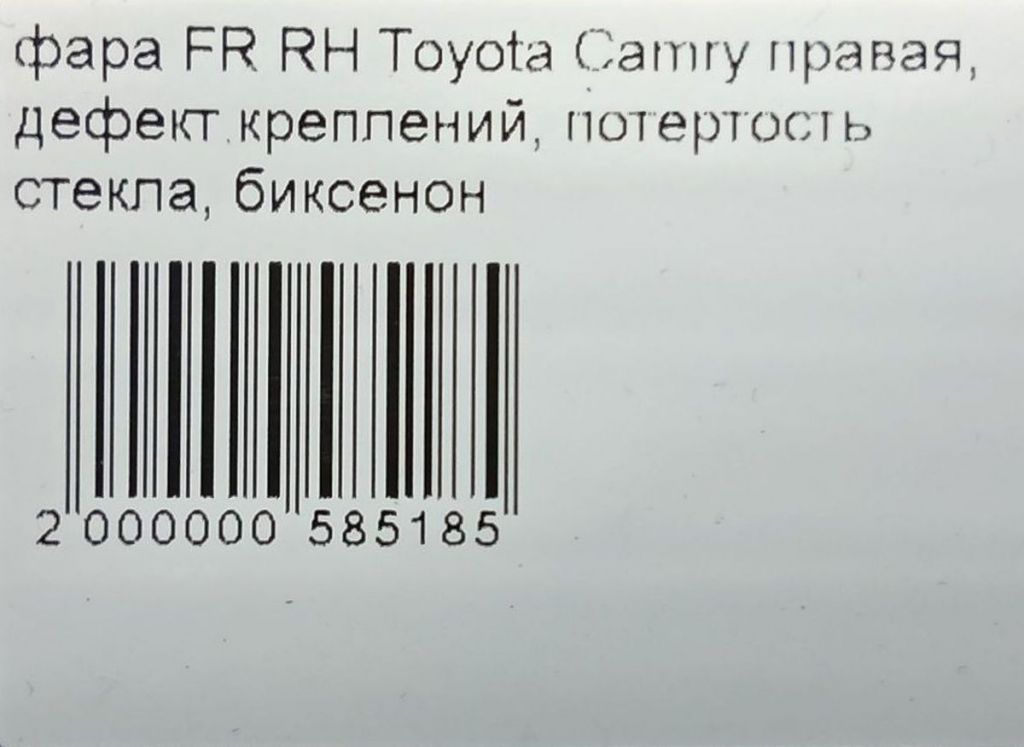 фара FR RH Toyota Camry правая,
дефект креплений, потертость
стекла, биксенон
2 000000 585185